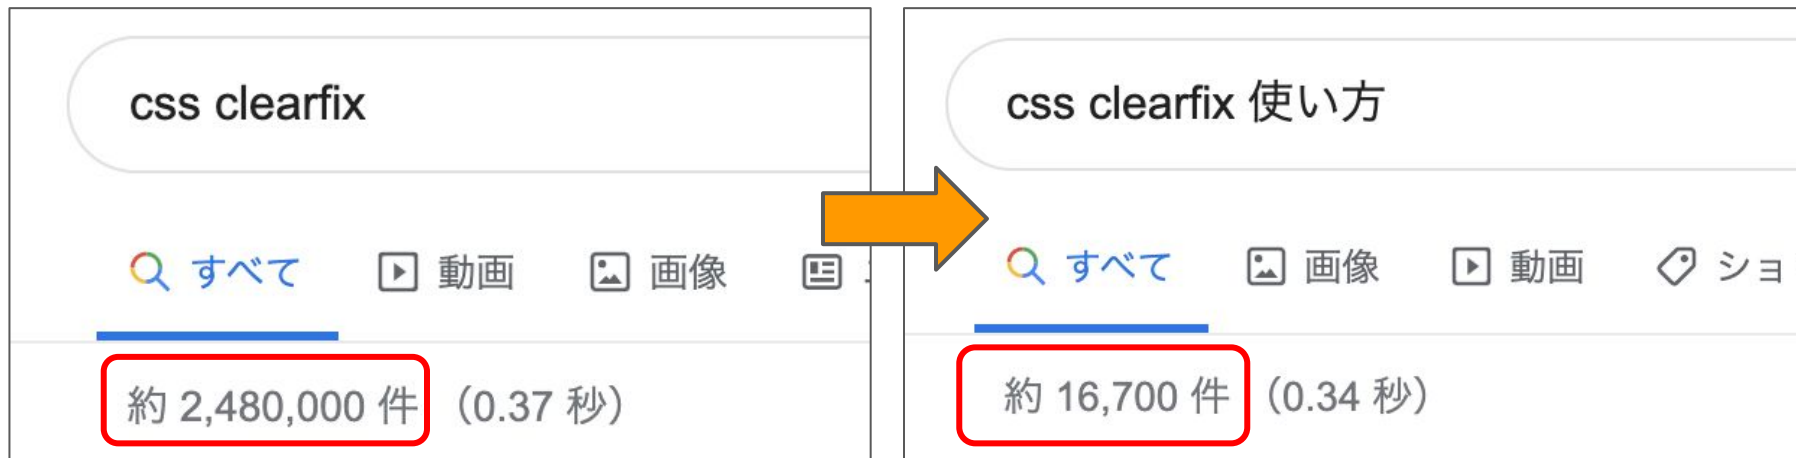 css clearfix
すべて 動画 画像
約 2,480,000 件 （0.37 秒）
css clearfix 使い方
すべて 画像 動画 ショ
約 16,700 件 （0.34 秒）